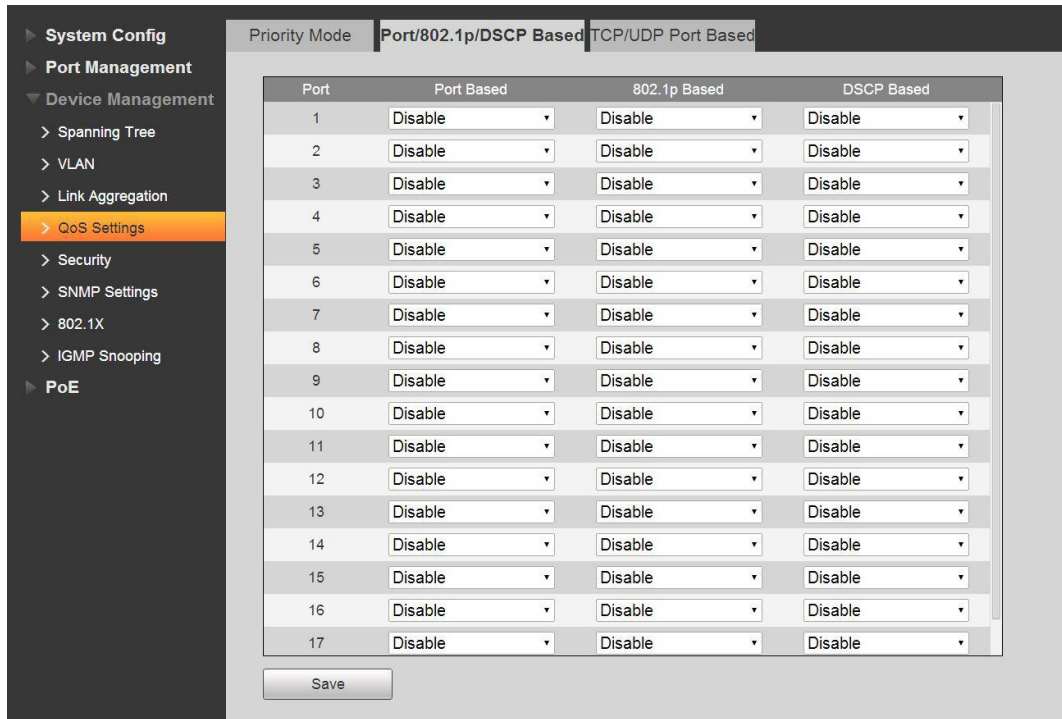 System Config
Port Management
Device Management
Spanning Tree
VLAN
Link Aggregation
QoS Settings
Security
SNMP Settings
802.1X
IGMP Snooping
PoE
Priority Mode Port/802.1p/DSCP Based TCP/UDP Port Based
Port Port Based 802.1p Based DSCP Based
1 Disable Disable Disable
2 Disable Disable Disable
3 Disable Disable Disable
4 Disable Disable Disable
5 Disable Disable Disable
6 Disable Disable Disable
7 Disable Disable Disable
8 Disable Disable Disable
9 Disable Disable Disable
10 Disable Disable Disable
11 Disable Disable Disable
12 Disable Disable Disable
13 Disable Disable Disable
14 Disable Disable Disable
15 Disable Disable Disable
16 Disable Disable Disable
17 Disable Disable Disable
Save